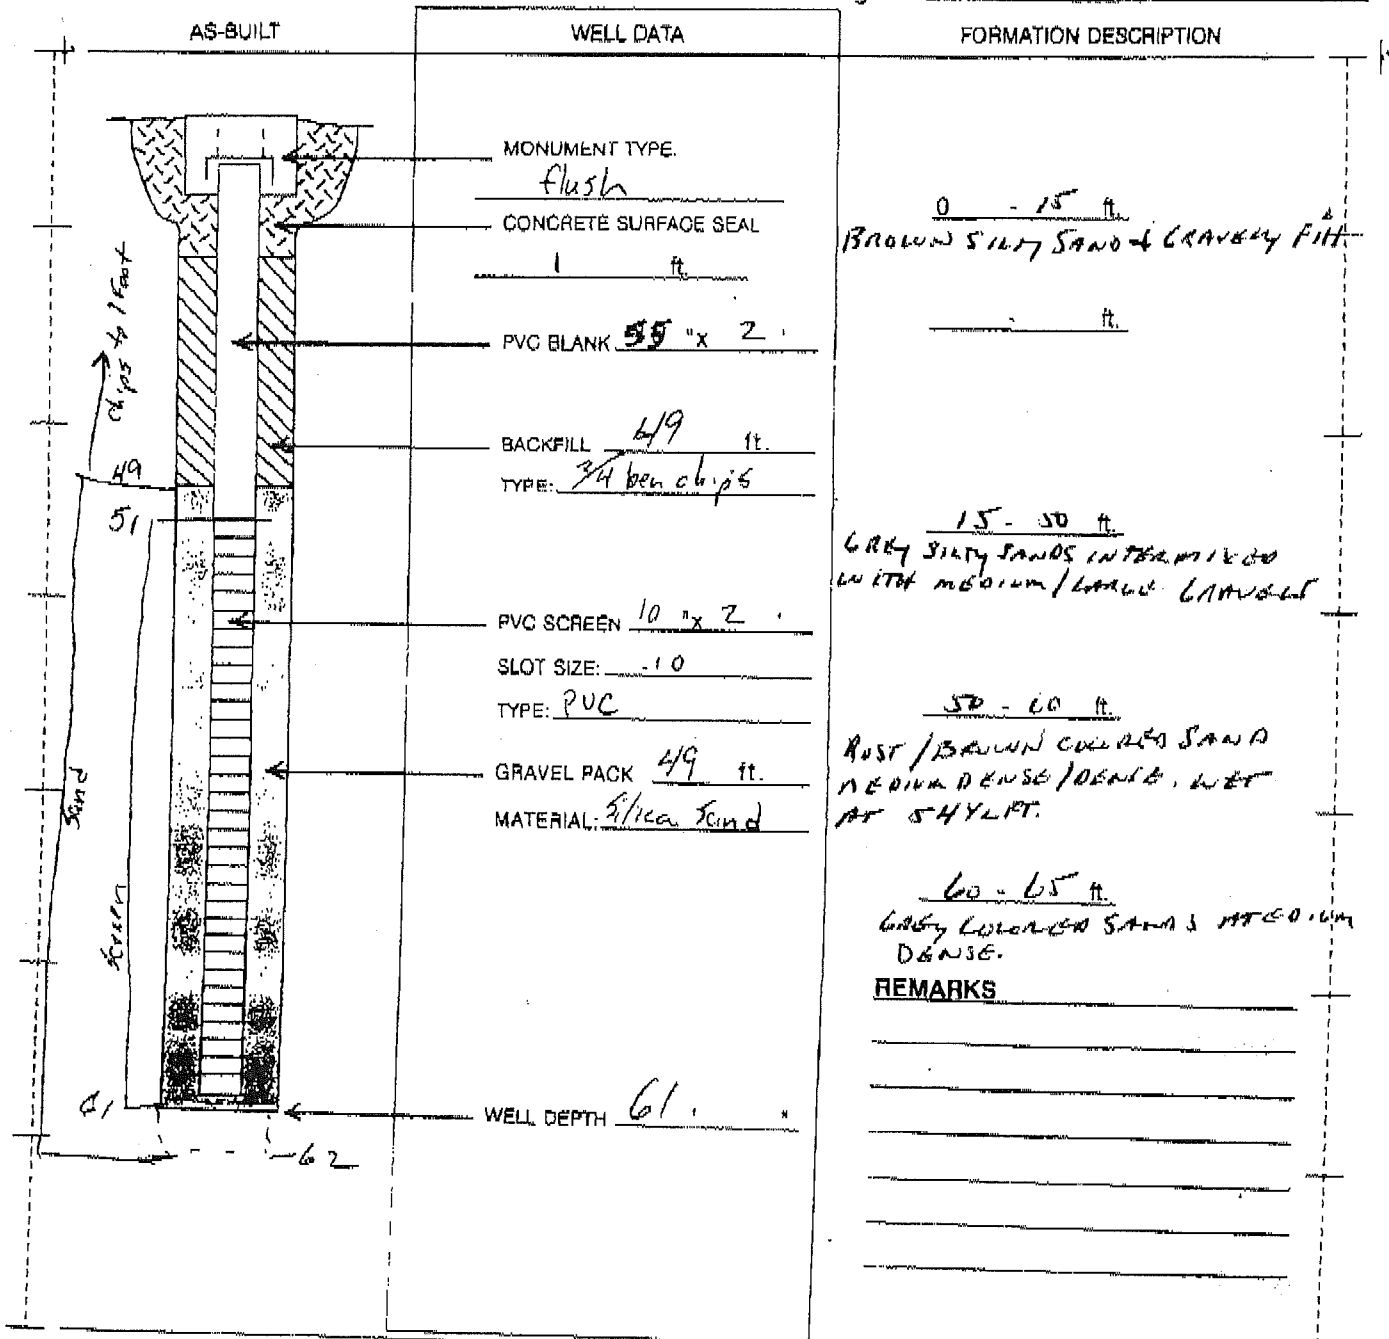 AS-BUILT
WELL DATA
FORMATION DESCRIPTION
MONUMENT TYPE.
flush
CONCRETE SURFACE SEAL
1 ft.
PVC BLANK "x 2 '
BACKFILL 49 ft.
TYPE: 3/4 ben chips
PVC SCREEN 10 "x 2 '
SLOT SIZE: .10
TYPE: PVC
GRAVEL PACK 49 ft.
MATERIAL: Silica Sand
WELL DEPTH 61 ' "
chips to 1 Foot
49
51
Sand
Screen
61
62
0 - 15 ft.
BROWN SILTY SAND & GRAVELY FILL
- ft.
15 - 50 ft.
GREY SILTY SANDS INTERMIXED
WITH MEDIUM / LARGE GRAVELS
50 - 60 ft.
RUST / BROWN COLORED SAND
MEDIUM DENSE / DENSE. WET
AT FT.
60 - 65 ft.
GREY COLORED SANDS MEDIUM
DENSE.
REMARKS